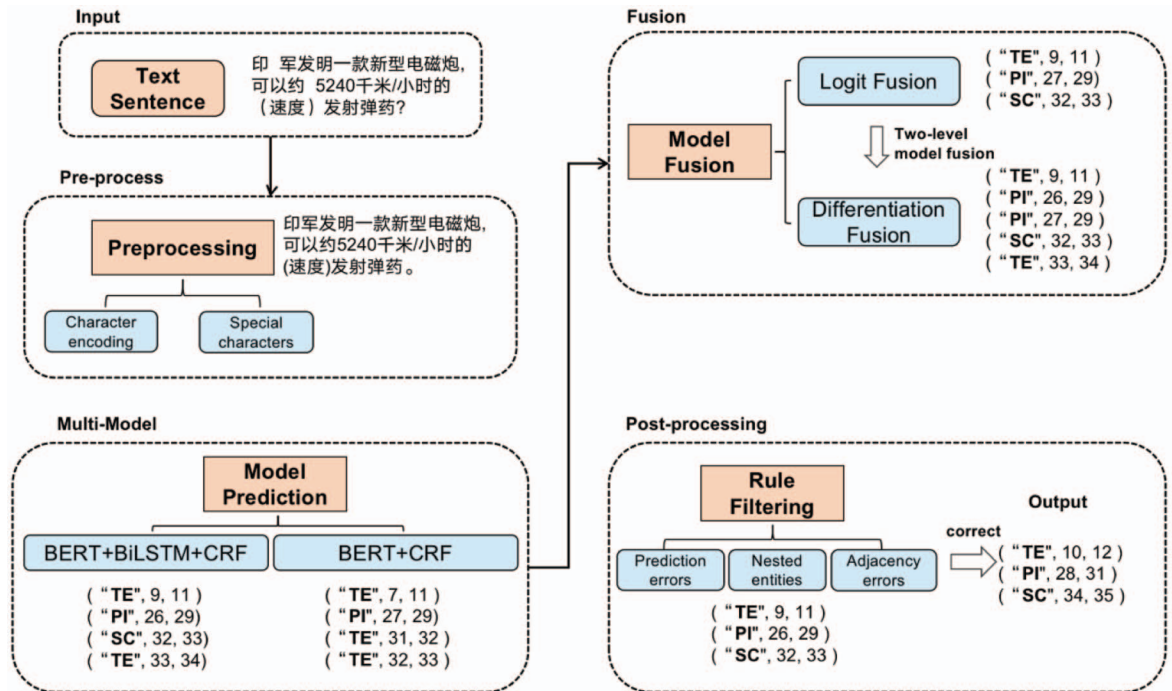 Input
Text
Sentence
印 军发明一款新型电磁炮,
可以约 5240千米/小时的
（速度）发射弹药?
Pre-process
Preprocessing
印军发明一款新型电磁炮,
可以约5240千米/小时的
(速度)发射弹药。
Character
encoding
Special
characters
Multi-Model
Model
Prediction
BERT+BiLSTM+CRF
BERT+CRF
( “TE", 9, 11 )
( “PI", 26, 29)
( “SC", 32, 33)
( “TE", 33, 34)
( “TE", 7, 11 )
( “PI", 27, 29 )
( “TE", 31, 32 )
( “TE", 32, 33 )
Fusion
Model
Fusion
Logit Fusion
( “TE", 9, 11 )
( “PI", 27, 29 )
( “SC", 32, 33 )
Two-level
model fusion
Differentiation
Fusion
( “TE", 9, 11 )
( “PI", 26, 29 )
( “PI", 27, 29 )
( “SC", 32, 33 )
( “TE", 33, 34 )
Post-processing
Rule
Filtering
Prediction
errors
Nested
entities
Adjacency
errors
( “TE", 9, 11 )
( “PI", 26, 29 )
( “SC", 32, 33 )
correct
Output
( “TE", 10, 12 )
( “PI", 28, 31 )
( “SC", 34, 35 )